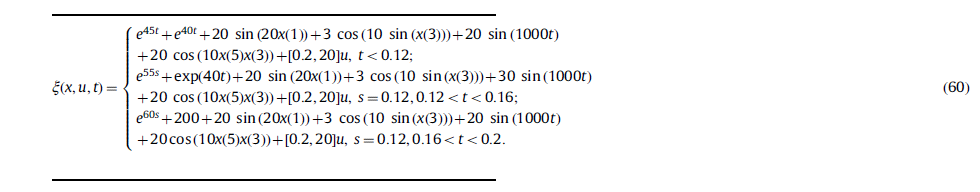 e^{45t}+e^{40t}+20 sin (20x(1))+3 cos (10 sin (x(3)))+20 sin (1000t)
+20 cos (10x(5)x(3))+[0.2,20]u, t<0.12;
e^{55s}+exp(40t)+20 sin (20x(1))+3 cos (10 sin (x(3)))+30 sin (1000t)
ξ(x,u,t)= { (60)
+20 cos (10x(5)x(3))+[0.2,20]u, s=0.12,0.12<t<0.16;
e^{60s}+200+20 sin (20x(1))+3 cos (10 sin (x(3)))+20 sin (1000t)
+20cos(10x(5)x(3))+[0.2,20]u, s=0.12,0.16<t<0.2.